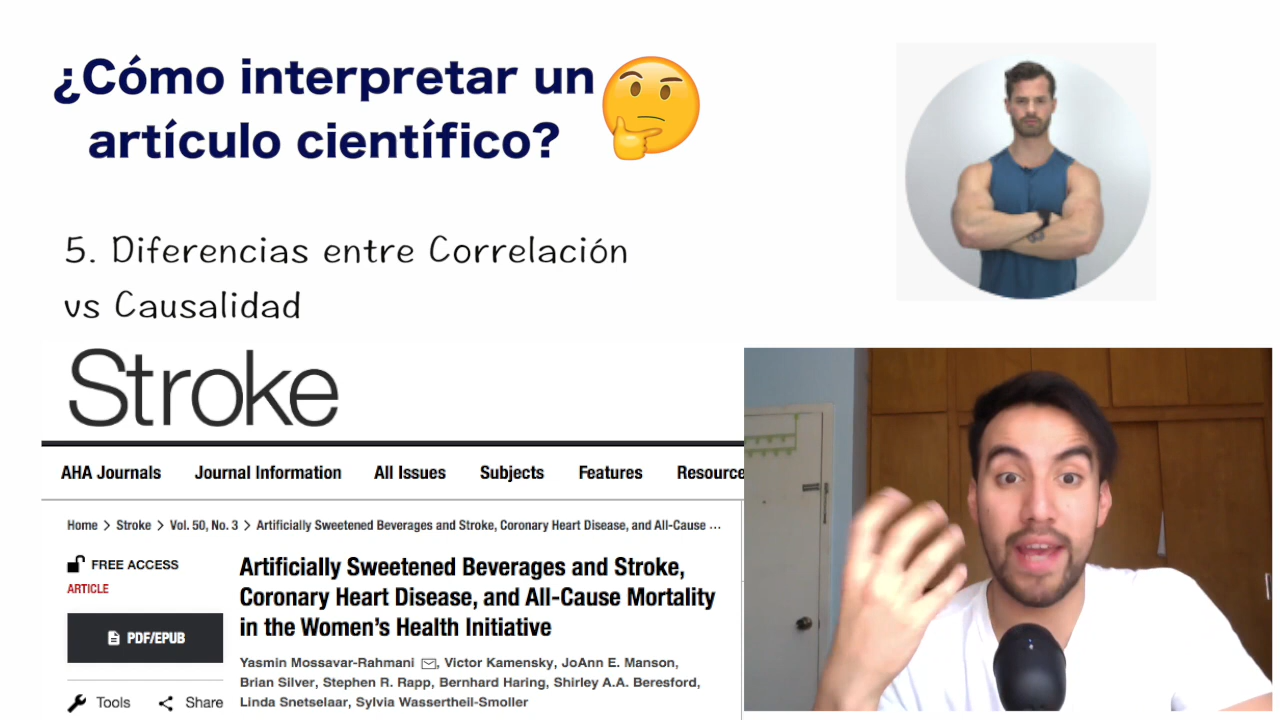 ¿Cómo interpretar un
artículo científico?
5. Diferencias entre Correlación
vs Causalidad
Stroke
AHA Journals Journal Information All Issues Subjects Features Resource
Home > Stroke > Vol. 50, No. 3 > Artificially Sweetened Beverages and Stroke, Coronary Heart Disease, and All-Cause ...
FREE ACCESS
ARTICLE
PDF/EPUB
Tools Share
Artificially Sweetened Beverages and Stroke,
Coronary Heart Disease, and All-Cause Mortality
in the Women's Health Initiative
Yasmin Mossavar-Rahmani, Victor Kamensky, JoAnn E. Manson,
Brian Silver, Stephen R. Rapp, Bernhard Haring, Shirley A.A. Beresford,
Linda Snetselaar, Sylvia Wassertheil-Smoller